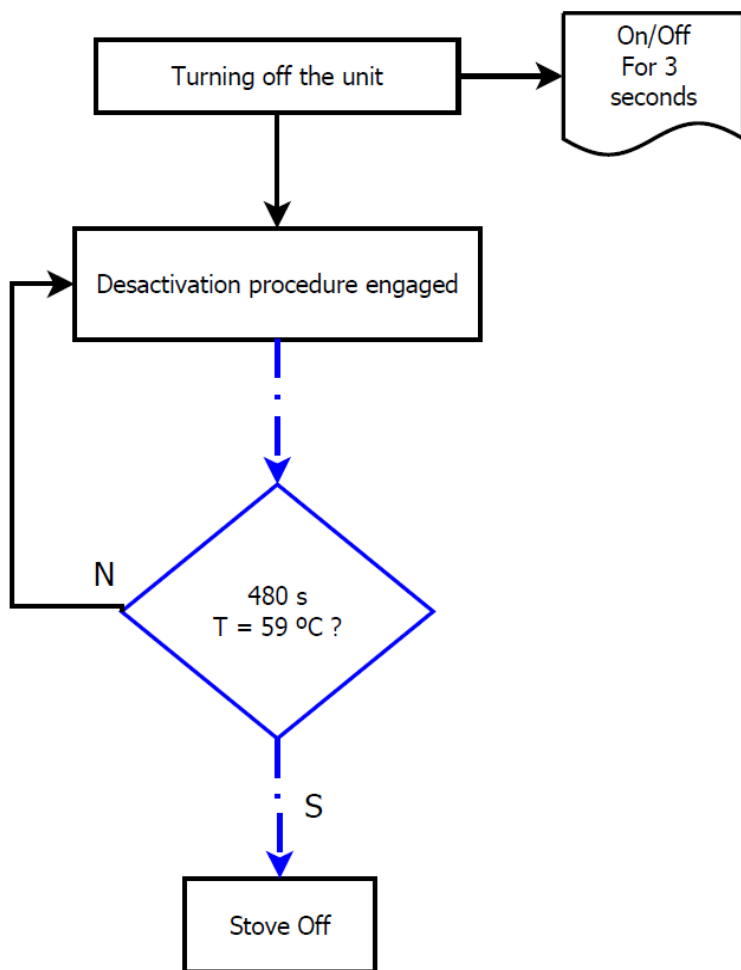 Turning off the unit
On/Off
For 3
seconds
Desactivation procedure engaged
N
480 s
T = 59 ºC ?
S
Stove Off